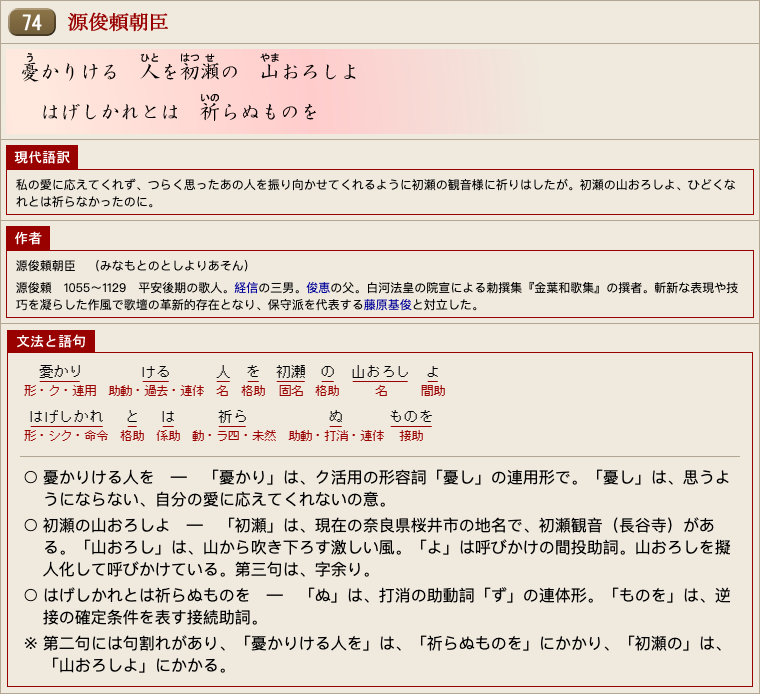 74 源俊頼朝臣
う ひと はつ せ やま
憂かりける 人を初瀬の 山おろしよ
いの
はげしかれとは 祈らぬものを
現代語訳
私の愛に応えてくれず、つらく思ったあの人を振り向かせてくれるように初瀬の観音様に祈りはしたが。初瀬の山おろしよ、ひどくな
れとは祈らなかったのに。
作者
源俊頼朝臣 （みなもとのとしよりあそん）
源俊頼 1055～1129 平安後期の歌人。経信の三男。俊恵の父。白河法皇の院宣による勅撰集『金葉和歌集』の撰者。斬新な表現や技
巧を凝らした作風で歌壇の革新的存在となり、保守派を代表する藤原基俊と対立した。
文法と語句
憂かり ける 人 を 初瀬 の 山おろし よ
形・ク・連用 助動・過去・連体 名 格助 固名 格助 名 間助
はげしかれ と は 祈ら ぬ ものを
形・シク・命令 格助 係助 動・ラ四・未然 助動・打消・連体 接助
○ 憂かりける人を ― 「憂かり」は、ク活用の形容詞「憂し」の連用形で。「憂し」は、思うよ
うにならない、自分の愛に応えてくれないの意。
○ 初瀬の山おろしよ ― 「初瀬」は、現在の奈良県桜井市の地名で、初瀬観音（長谷寺）があ
る。「山おろし」は、山から吹き下ろす激しい風。「よ」は呼びかけの間投助詞。山おろしを擬
人化して呼びかけている。第三句は、字余り。
○ はげしかれとは祈らぬものを ― 「ぬ」は、打消の助動詞「ず」の連体形。「ものを」は、逆
接の確定条件を表す接続助詞。
※ 第二句には句割れがあり、「憂かりける人を」は、「祈らぬものを」にかかり、「初瀬の」は、
「山おろしよ」にかかる。